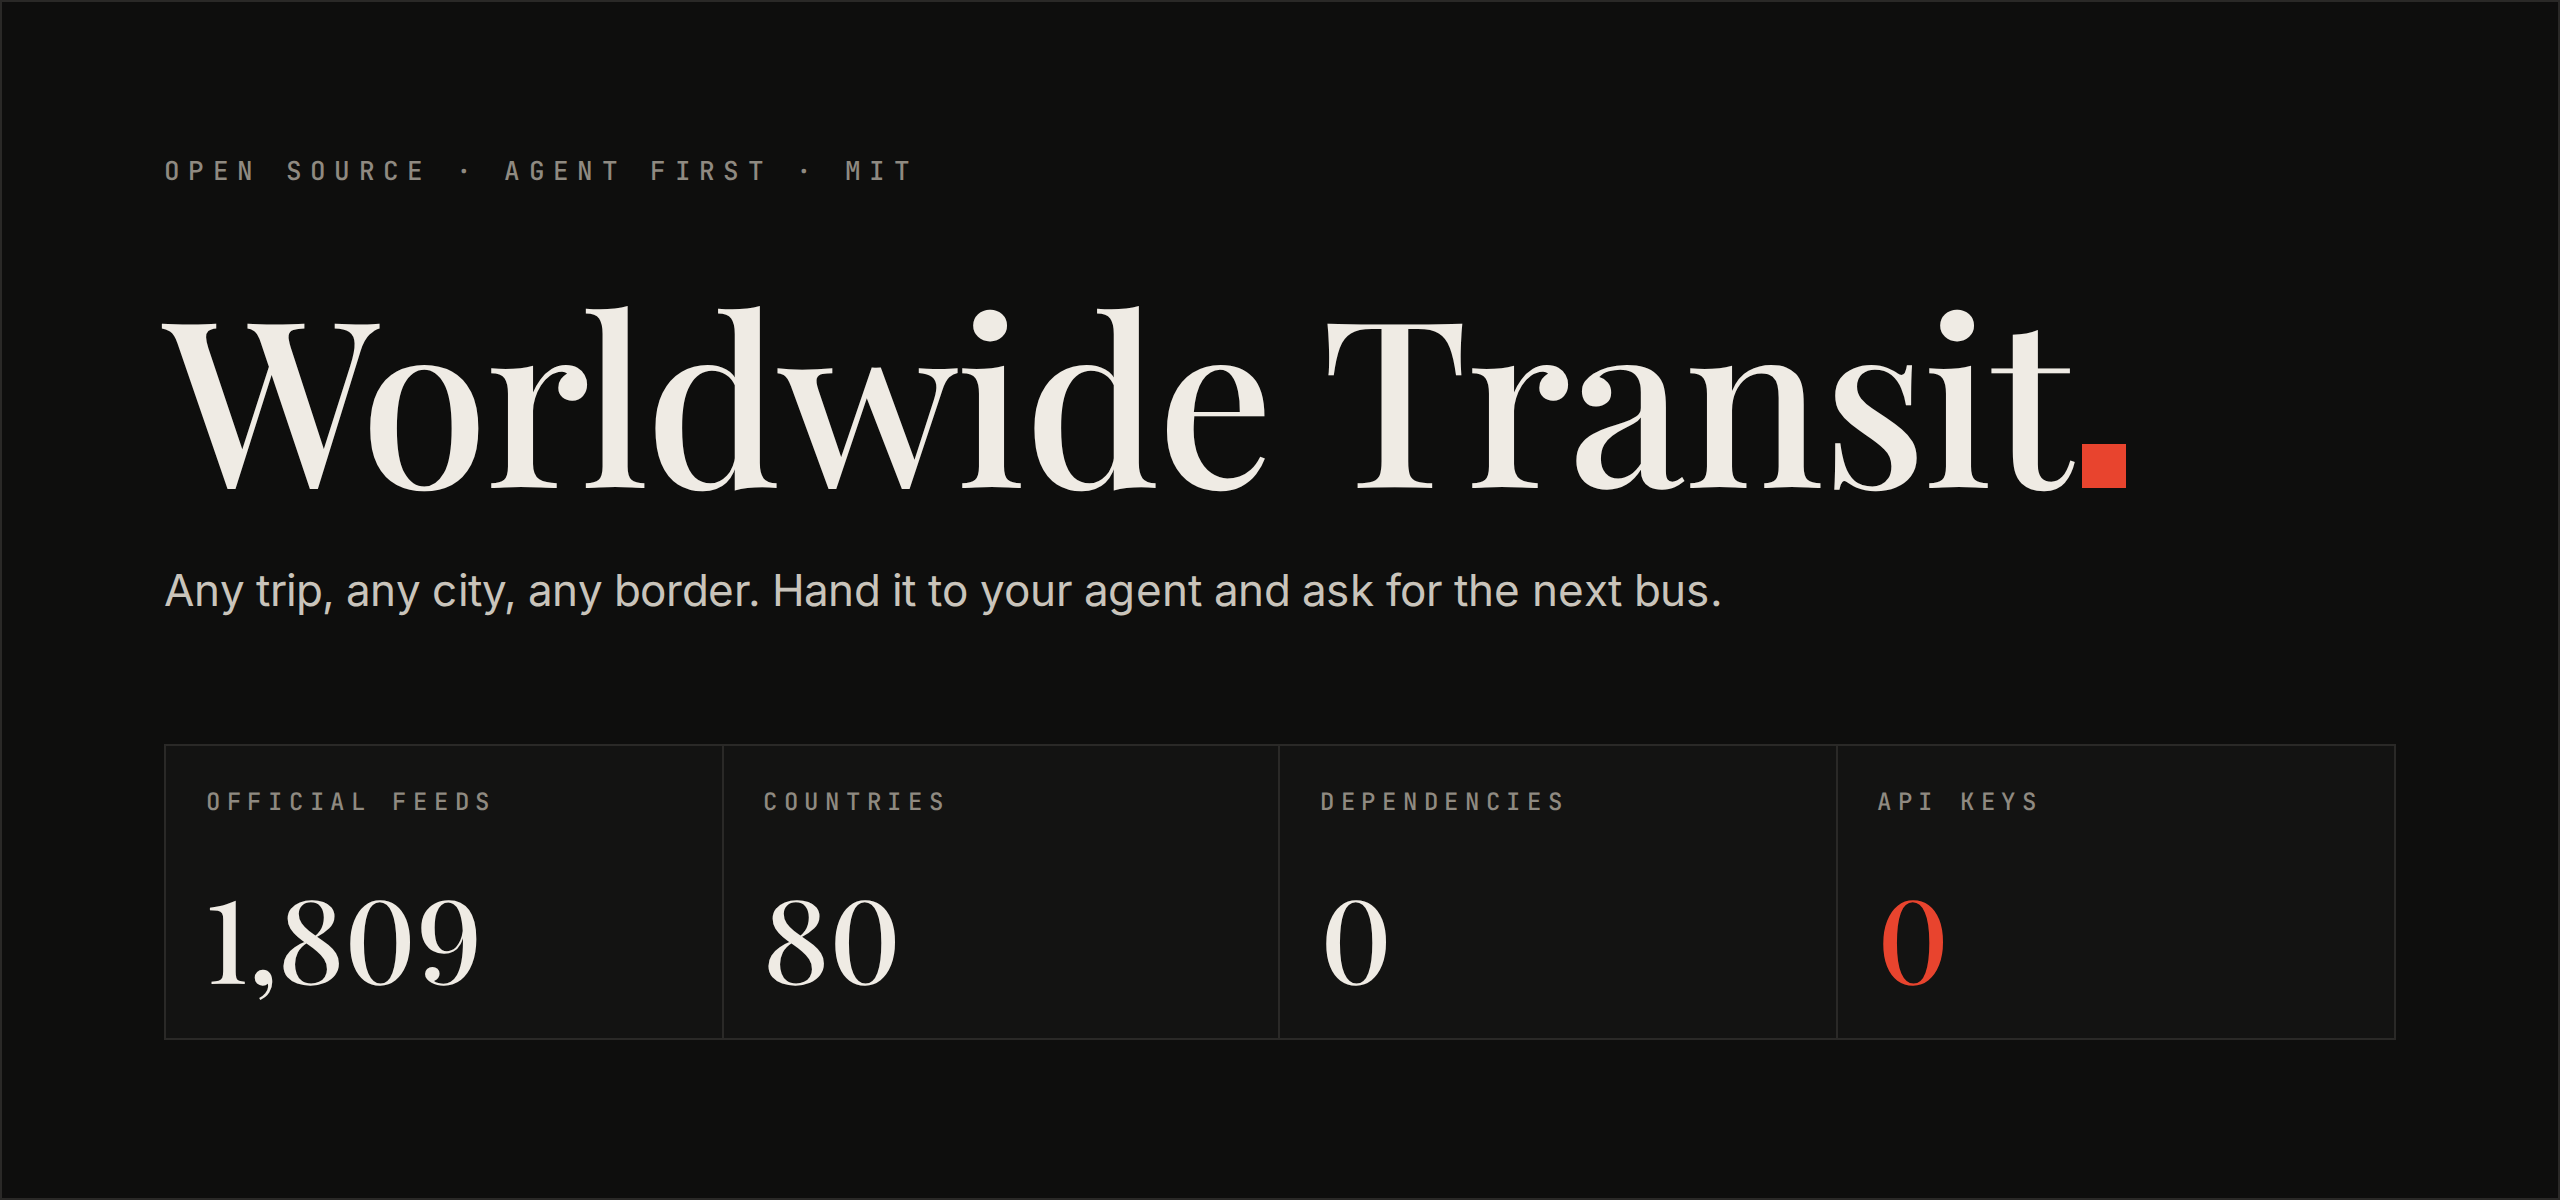 OPEN SOURCE · AGENT FIRST · MIT
Worldwide Transit.
Any trip, any city, any border. Hand it to your agent and ask for the next bus.
OFFICIAL FEEDS
1,809
COUNTRIES
80
DEPENDENCIES
0
API KEYS
0